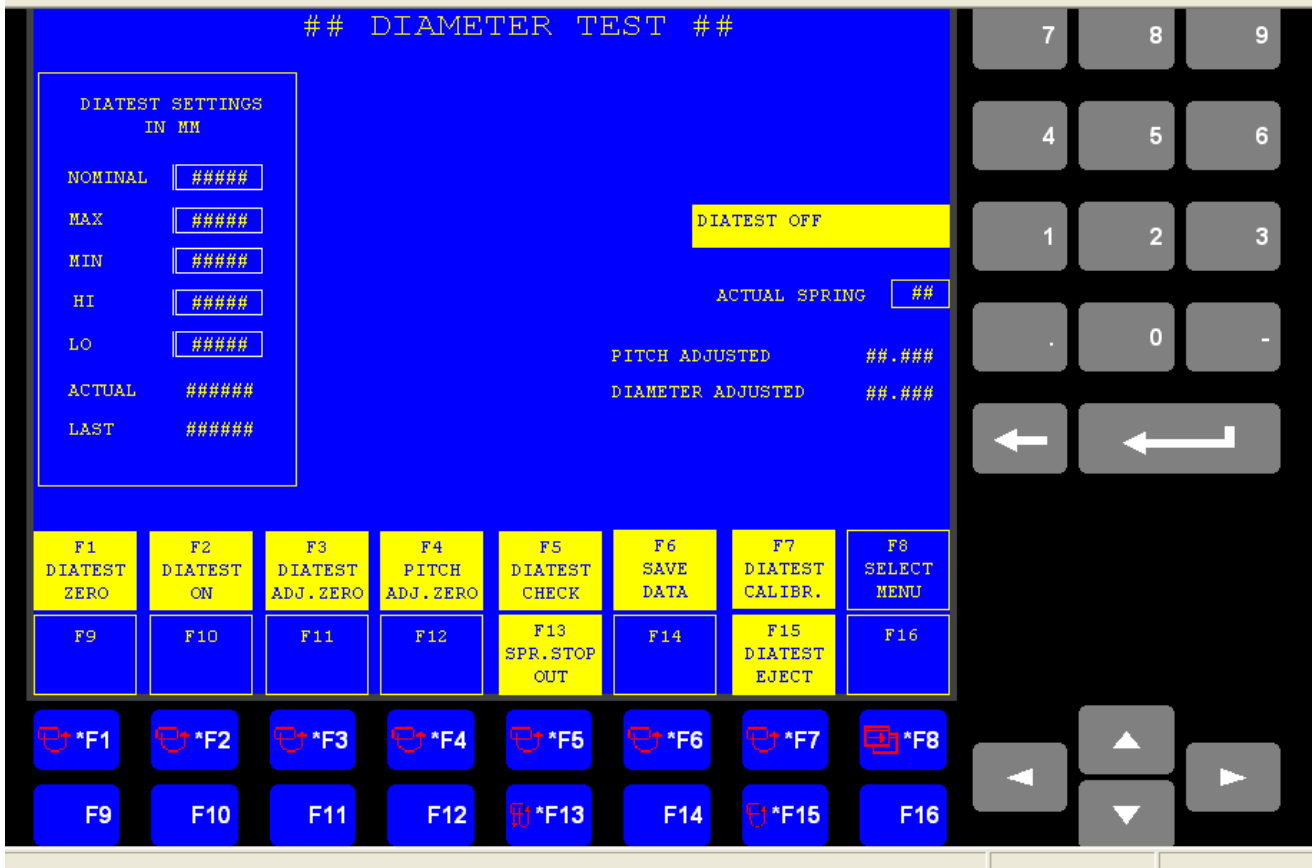 ## DIAMETER TEST ##
DIATEST SETTINGS
IN MM
NOMINAL #####
MAX #####
MIN #####
HI #####
LO #####
ACTUAL ######
LAST ######
DIATEST OFF
ACTUAL SPRING ##
PITCH ADJUSTED ##.###
DIAMETER ADJUSTED ##.###
F1
DIATEST
ZERO
F2
DIATEST
ON
F3
DIATEST
ADJ.ZERO
F4
PITCH
ADJ.ZERO
F5
DIATEST
CHECK
F6
SAVE
DATA
F7
DIATEST
CALIBR.
F8
SELECT
MENU
F9
F10
F11
F12
F13
SPR.STOP
OUT
F14
F15
DIATEST
EJECT
F16
*F1 *F2 *F3 *F4 *F5 *F6 *F7 *F8
F9 F10 F11 F12 *F13 F14 *F15 F16
7 8 9
4 5 6
1 2 3
. 0 -